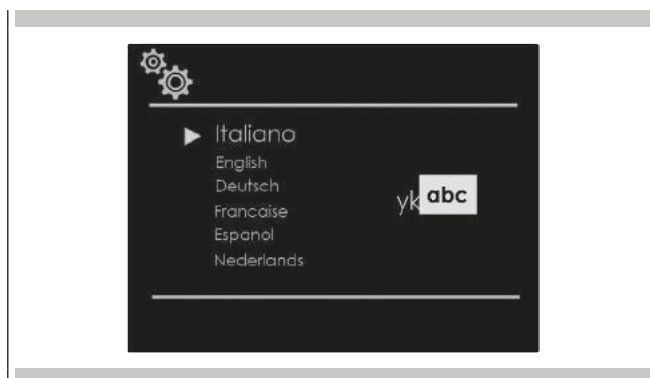 Italiano
English
Deutsch
Francaise
Espanol
Nederlands
yk abc